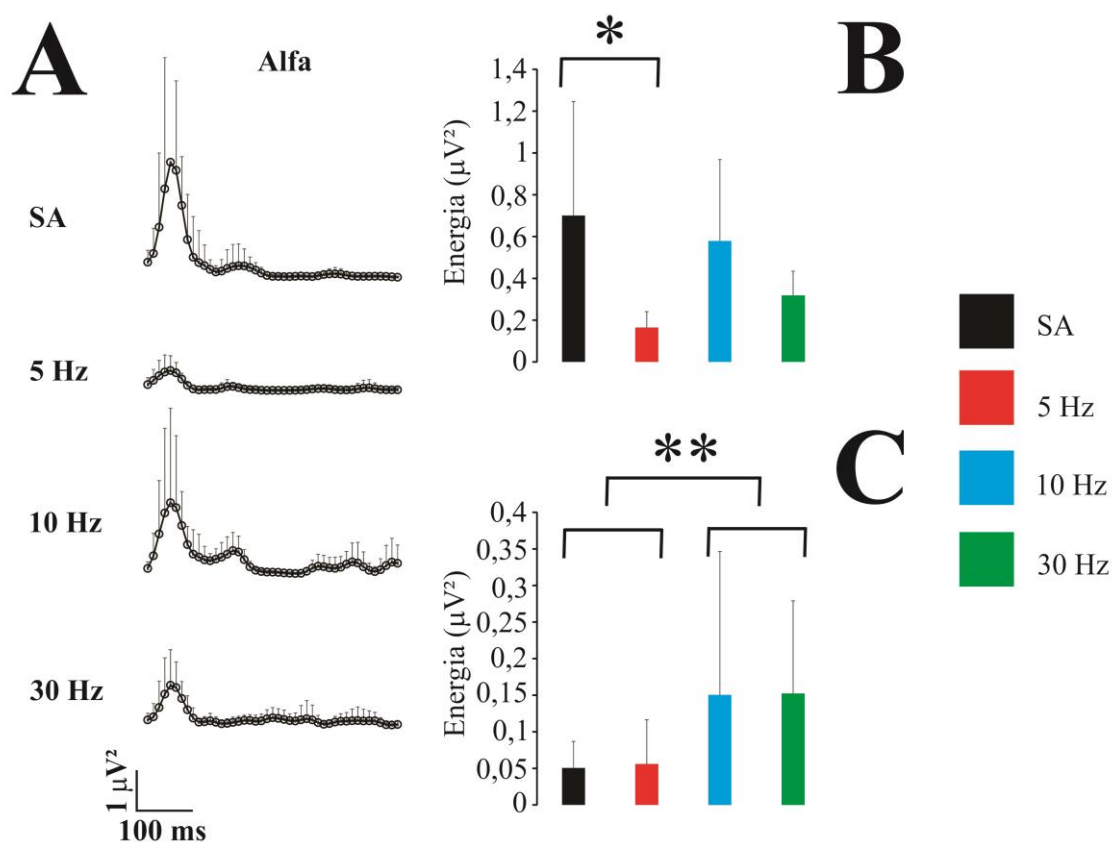 A
Alfa
SA
5 Hz
10 Hz
30 Hz
1 µV²
100 ms
*
B
Energia (µV²)
1,4
1,2
1
0,8
0,6
0,4
0,2
0
**
C
Energia (µV²)
0,4
0,35
0,3
0,25
0,2
0,15
0,1
0,05
0
SA
5 Hz
10 Hz
30 Hz